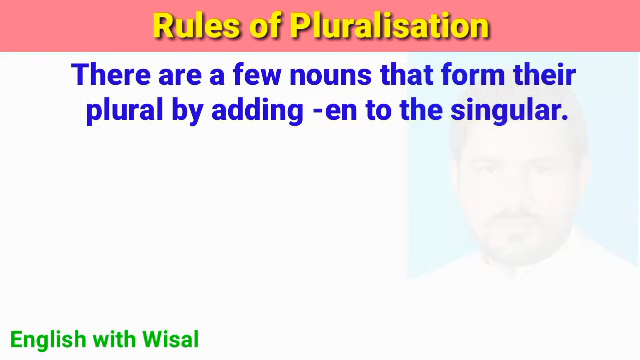 Rules of Pluralisation
There are a few nouns that form their
plural by adding -en to the singular.
English with Wisal